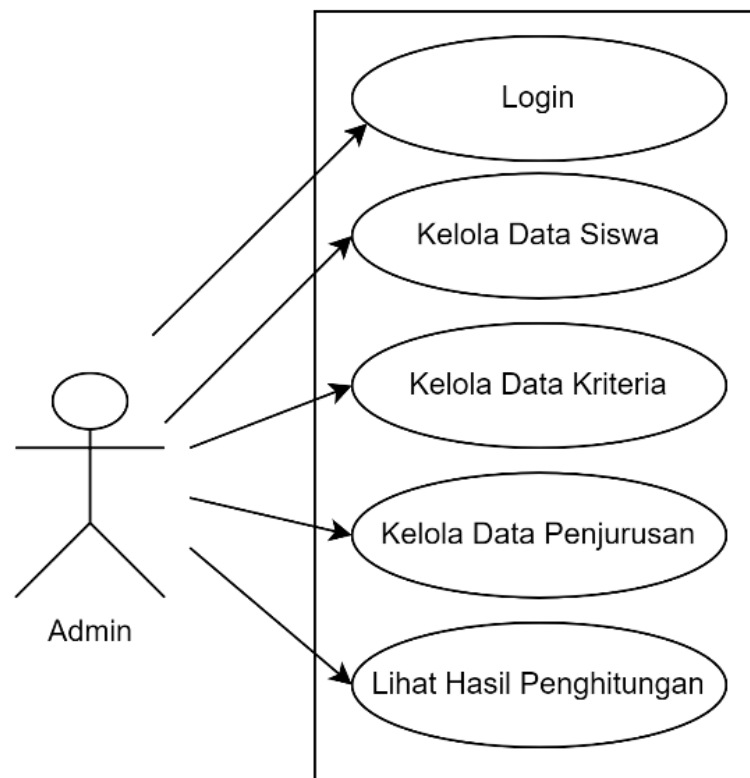 Login
Kelola Data Siswa
Kelola Data Kriteria
Kelola Data Penjurusan
Admin
Lihat Hasil Penghitungan